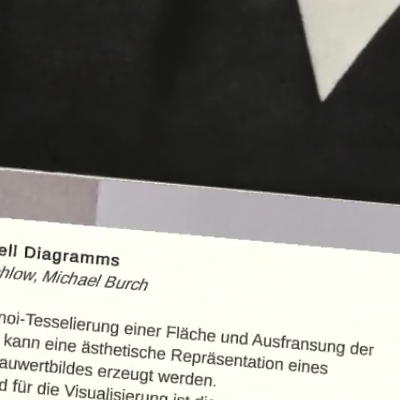 ell Diagramms
hlow, Michael Burch
noi-Tesselierung einer Fläche und Ausfransung der
kann eine ästhetische Repräsentation eines
auwertbildes erzeugt werden.
d für die Visualisierung ist